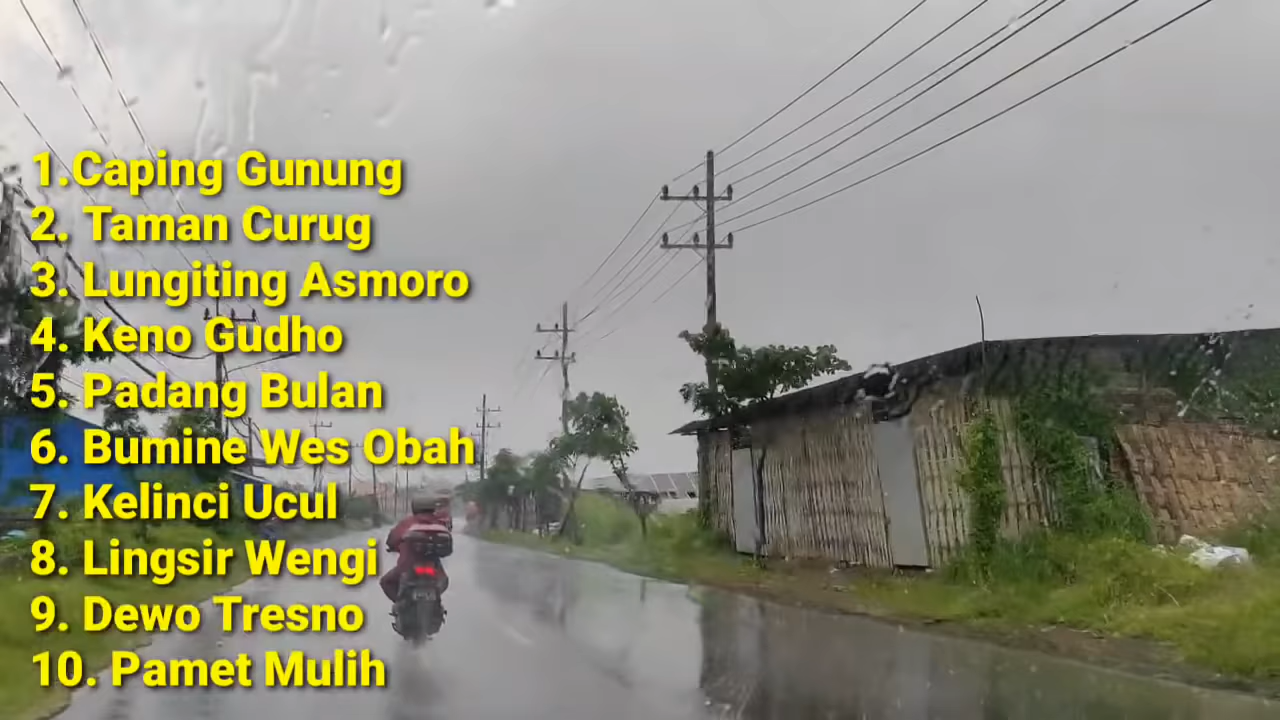 1.Caping Gunung
2. Taman Curug
3. Lungiting Asmoro
4. Keno Gudho
5. Padang Bulan
6. Bumine Wes Obah
7. Kelinci Ucul
8. Lingsir Wengi
9. Dewo Tresno
10. Pamet Mulih